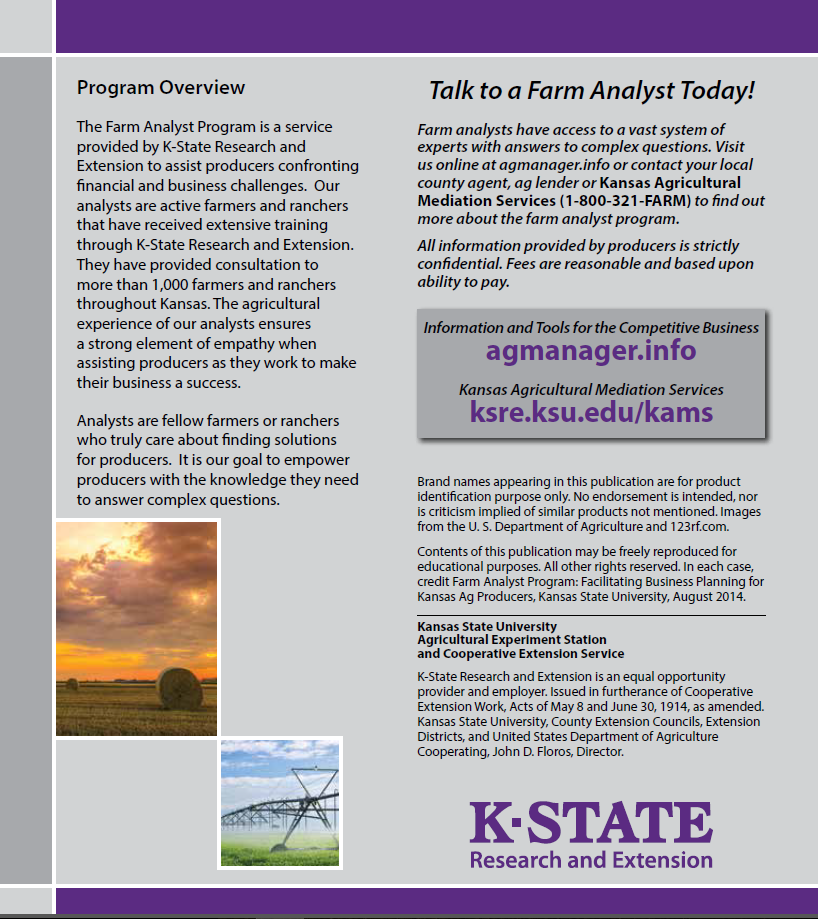 Program Overview
The Farm Analyst Program is a service
provided by K-State Research and
Extension to assist producers confronting
financial and business challenges.  Our
analysts are active farmers and ranchers
that have received extensive training
through K-State Research and Extension.
They have provided consultation to
more than 1,000 farmers and ranchers
throughout Kansas. The agricultural
experience of our analysts ensures
a strong element of empathy when
assisting producers as they work to make
their business a success.
Analysts are fellow farmers or ranchers
who truly care about finding solutions
for producers.  It is our goal to empower
producers with the knowledge they need
to answer complex questions.
Talk to a Farm Analyst Today!
Farm analysts have access to a vast system of
experts with answers to complex questions. Visit
us online at agmanager.info or contact your local
county agent, ag lender or Kansas Agricultural
Mediation Services (1-800-321-FARM) to find out
more about the farm analyst program.
All information provided by producers is strictly
confidential. Fees are reasonable and based upon
ability to pay.
Information and Tools for the Competitive Business
agmanager.info
Kansas Agricultural Mediation Services
ksre.ksu.edu/kams
Brand names appearing in this publication are for product
identification purpose only. No endorsement is intended, nor
is criticism implied of similar products not mentioned. Images
from the U. S. Department of Agriculture and 123rf.com.
Contents of this publication may be freely reproduced for
educational purposes. All other rights reserved. In each case,
credit Farm Analyst Program: Facilitating Business Planning for
Kansas Ag Producers, Kansas State University, August 2014.
Kansas State University
Agricultural Experiment Station
and Cooperative Extension Service
K-State Research and Extension is an equal opportunity
provider and employer. Issued in furtherance of Cooperative
Extension Work, Acts of May 8 and June 30, 1914, as amended.
Kansas State University, County Extension Councils, Extension
Districts, and United States Department of Agriculture
Cooperating, John D. Floros, Director.
K·STATE
Research and Extension